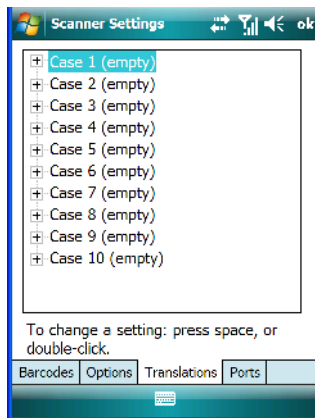 Scanner Settings ok
Case 1 (empty)
Case 2 (empty)
Case 3 (empty)
Case 4 (empty)
Case 5 (empty)
Case 6 (empty)
Case 7 (empty)
Case 8 (empty)
Case 9 (empty)
Case 10 (empty)
To change a setting: press space, or
double-click.
Barcodes Options Translations Ports